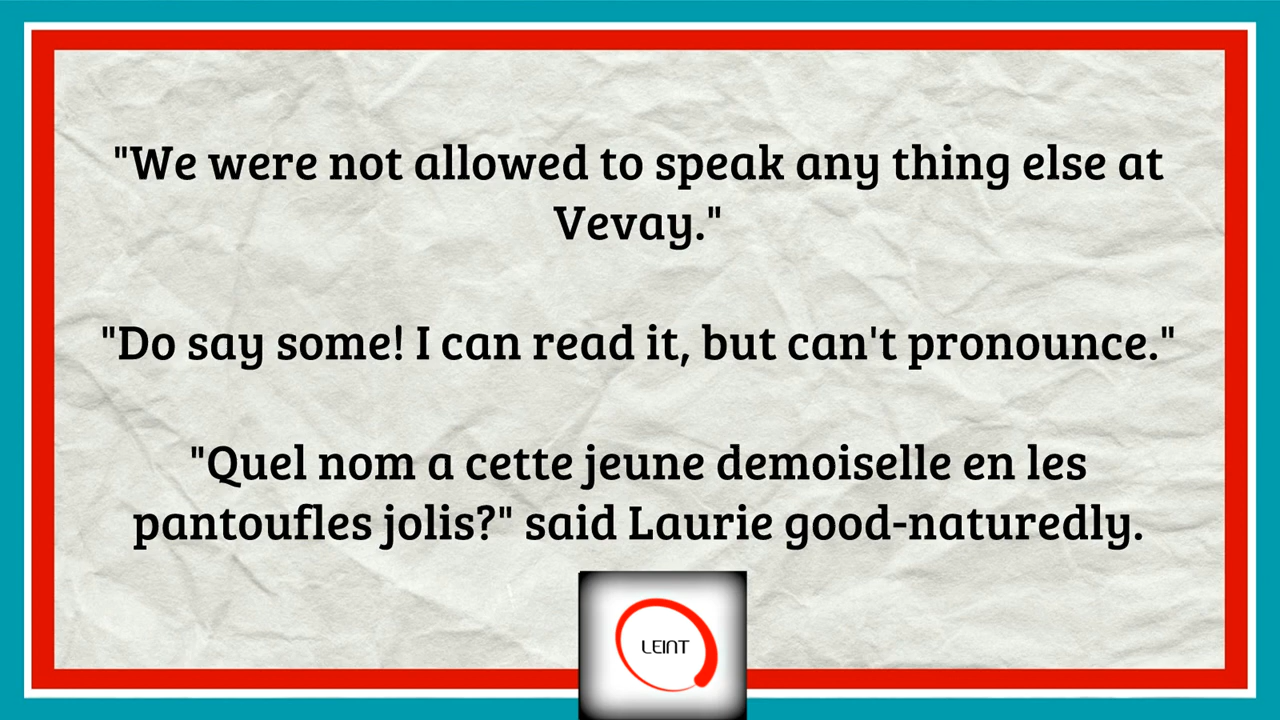 "We were not allowed to speak any thing else at
Vevay."
"Do say some! I can read it, but can't pronounce."
"Quel nom a cette jeune demoiselle en les
pantoufles jolis?" said Laurie good-naturedly.
LEINT